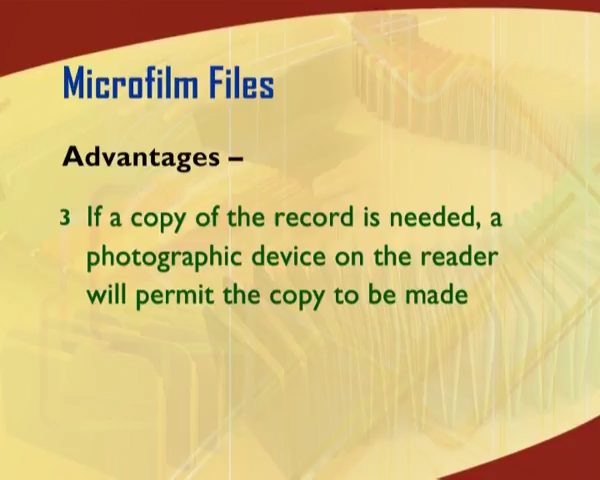 Microfilm Files
Advantages –
3 If a copy of the record is needed, a
photographic device on the reader
will permit the copy to be made